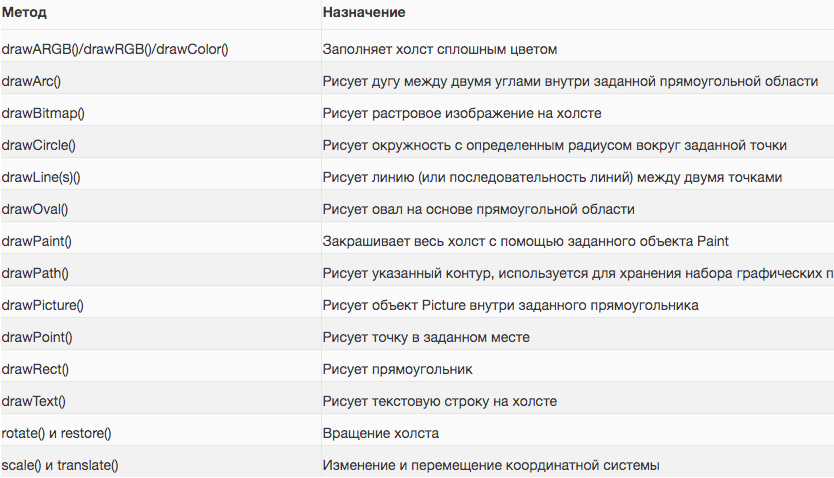 Метод Назначение
drawARGB()/drawRGB()/drawColor() Заполняет холст сплошным цветом
drawArc() Рисует дугу между двумя углами внутри заданной прямоугольной области
drawBitmap() Рисует растровое изображение на холсте
drawCircle() Рисует окружность с определенным радиусом вокруг заданной точки
drawLine(s)() Рисует линию (или последовательность линий) между двумя точками
drawOval() Рисует овал на основе прямоугольной области
drawPaint() Закрашивает весь холст с помощью заданного объекта Paint
drawPath() Рисует указанный контур, используется для хранения набора графических
drawPicture() Рисует объект Picture внутри заданного прямоугольника
drawPoint() Рисует точку в заданном месте
drawRect() Рисует прямоугольник
drawText() Рисует текстовую строку на холсте
rotate() и restore() Вращение холста
scale() и translate() Изменение и перемещение координатной системы